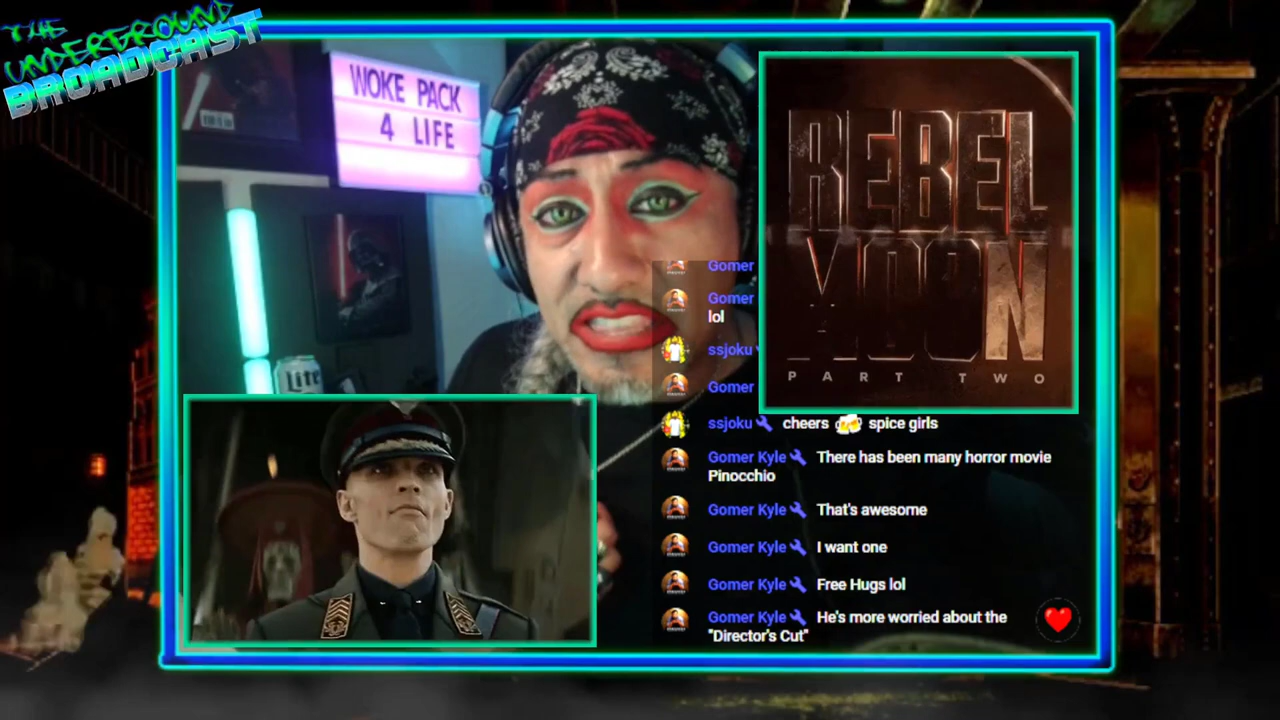 THE
UNDERGROUND
BROADCAST
WOKE PACK
4 LIFE
Lite
REBEL
MOON
PART TWO
Gomer
Gomer
lol
ssjoku
Gomer
ssjoku cheers 🍻 spice girls
Gomer Kyle There has been many horror movie
Pinocchio
Gomer Kyle That's awesome
Gomer Kyle I want one
Gomer Kyle Free Hugs lol
Gomer Kyle He's more worried about the
"Director's Cut"